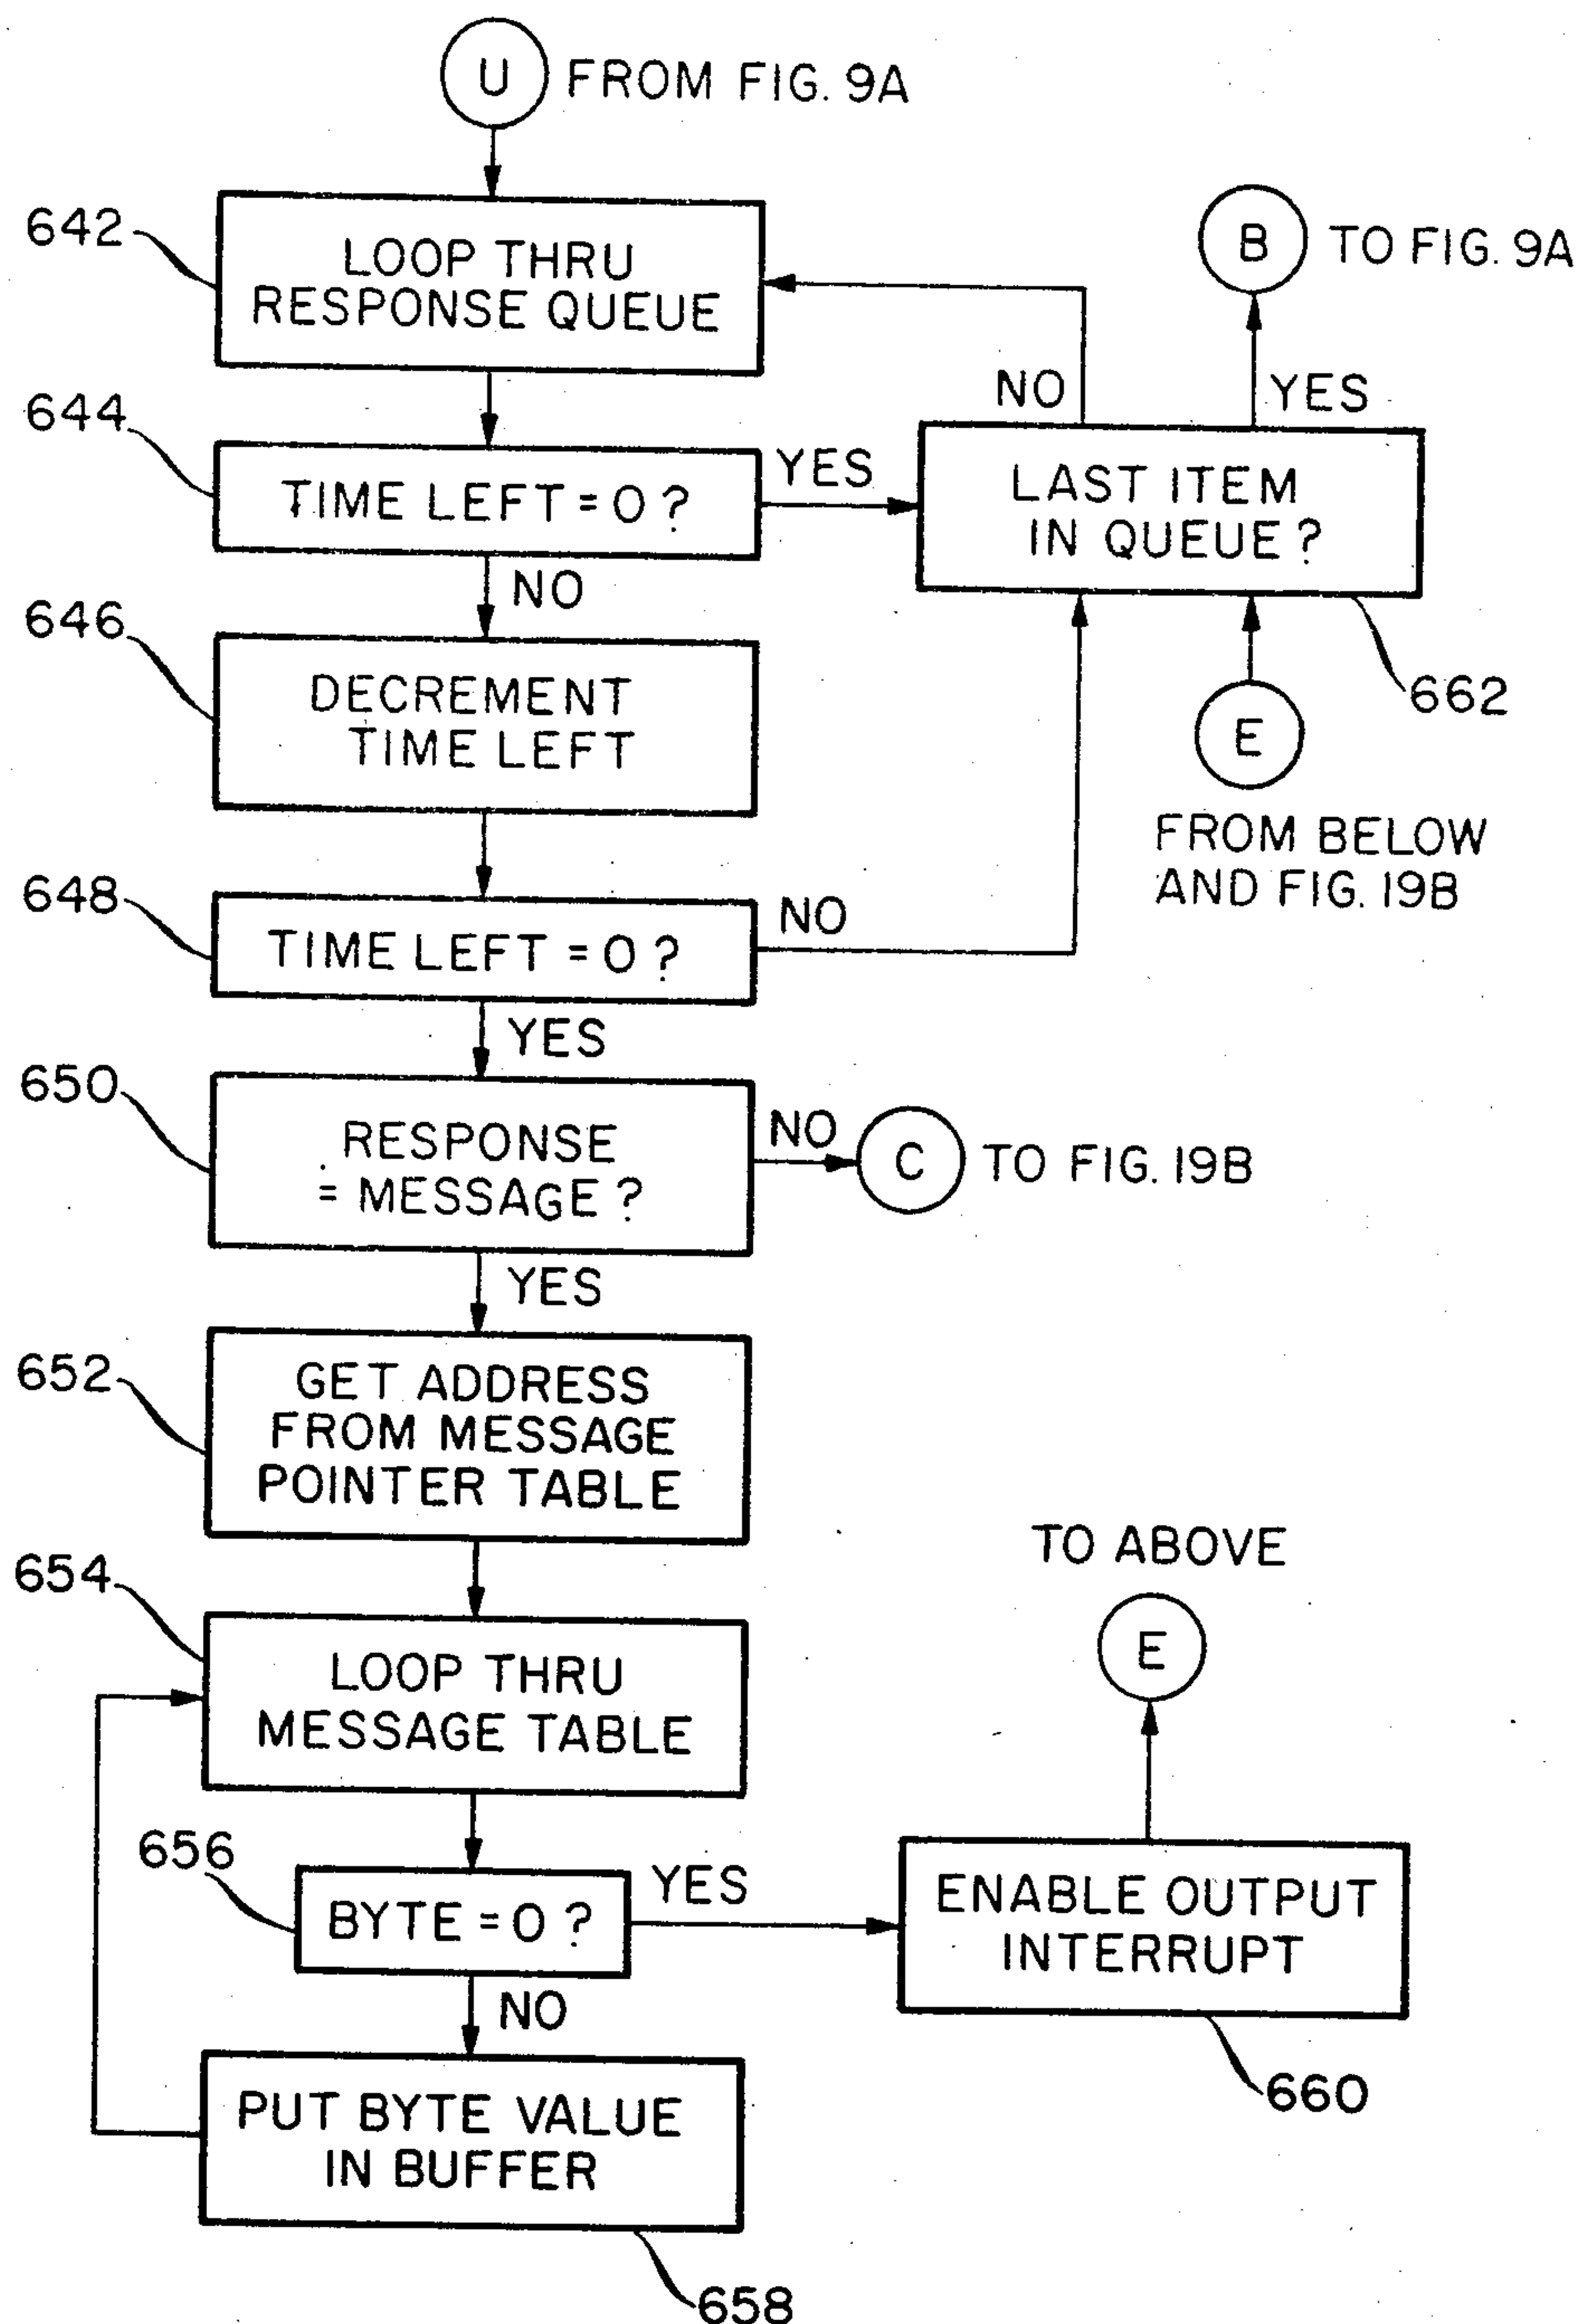 U FROM FIG. 9A
642
LOOP THRU
RESPONSE QUEUE
B TO FIG. 9A
NO
YES
644
TIME LEFT = 0 ?
YES
LAST ITEM
IN QUEUE ?
NO
646
DECREMENT
TIME LEFT
662
E
FROM BELOW
AND FIG. 19B
648
TIME LEFT = 0 ?
NO
YES
650
RESPONSE
= MESSAGE ?
NO
C TO FIG. 19B
YES
652
GET ADDRESS
FROM MESSAGE
POINTER TABLE
TO ABOVE
E
654
LOOP THRU
MESSAGE TABLE
656
BYTE = 0 ?
YES
ENABLE OUTPUT
INTERRUPT
NO
660
PUT BYTE VALUE
IN BUFFER
658